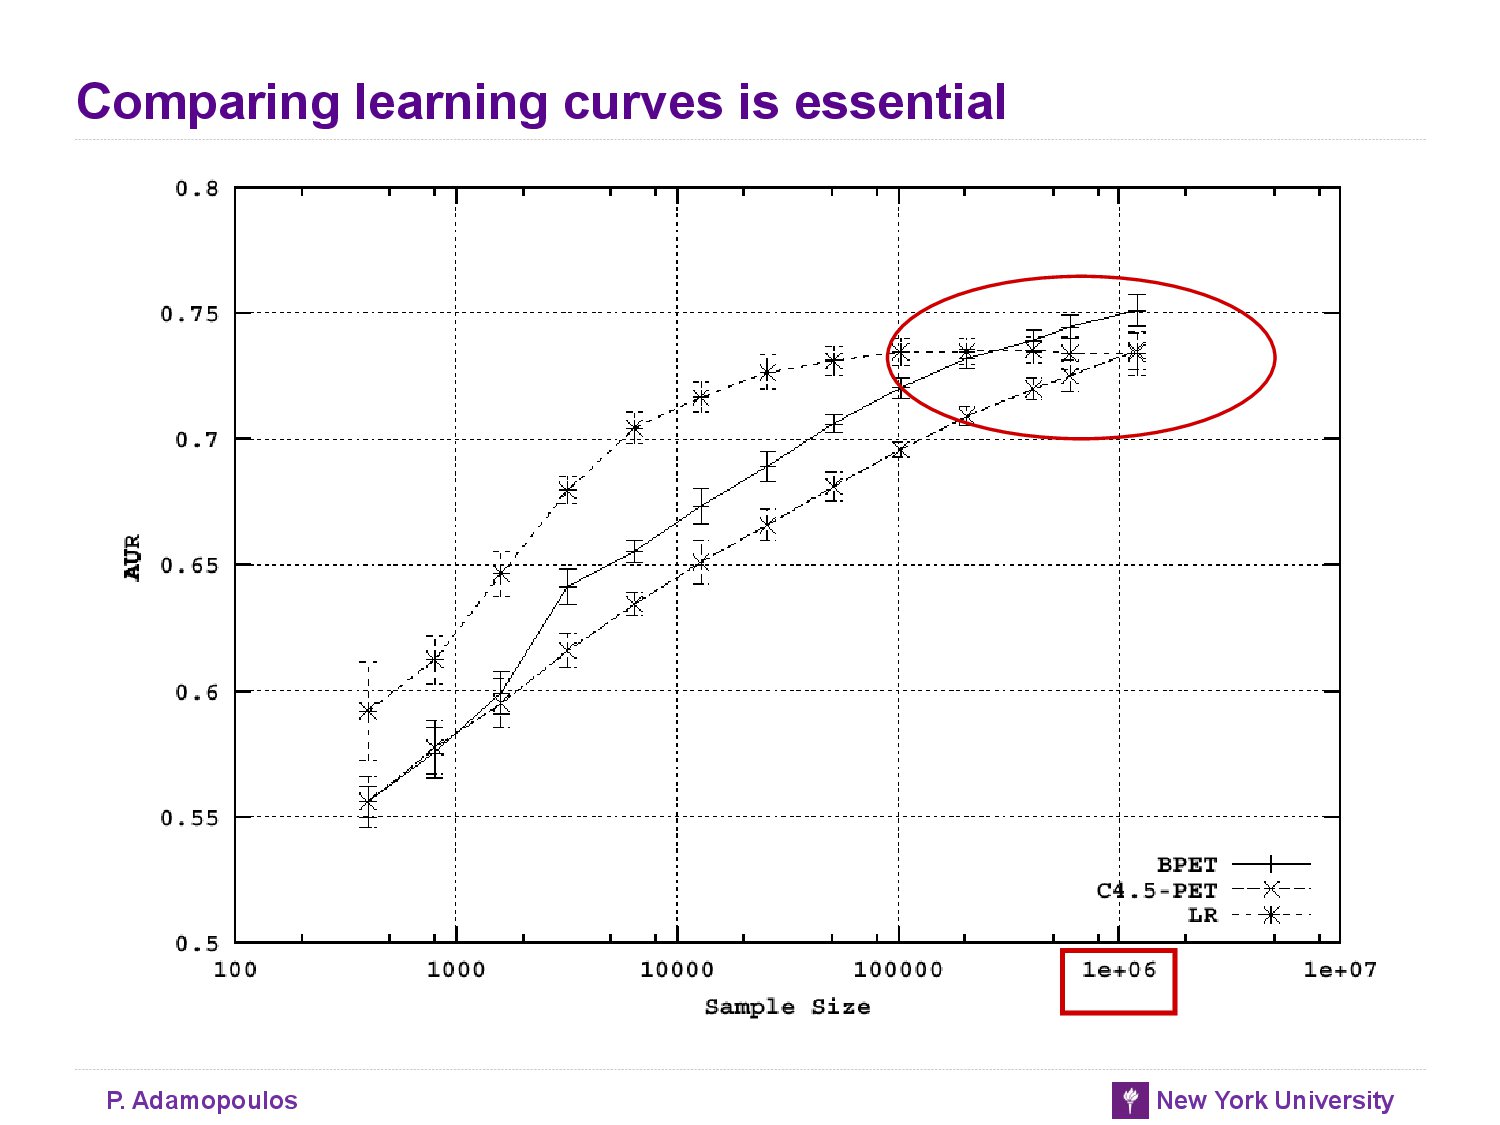 Comparing learning curves is essential
0.8
0.75
0.7
0.65
0.6
0.55
0.5
AUR
BPET
C4.5-PET
LR
100 1000 10000 100000 1e+06 1e+07
Sample Size
P. Adamopoulos
New York University